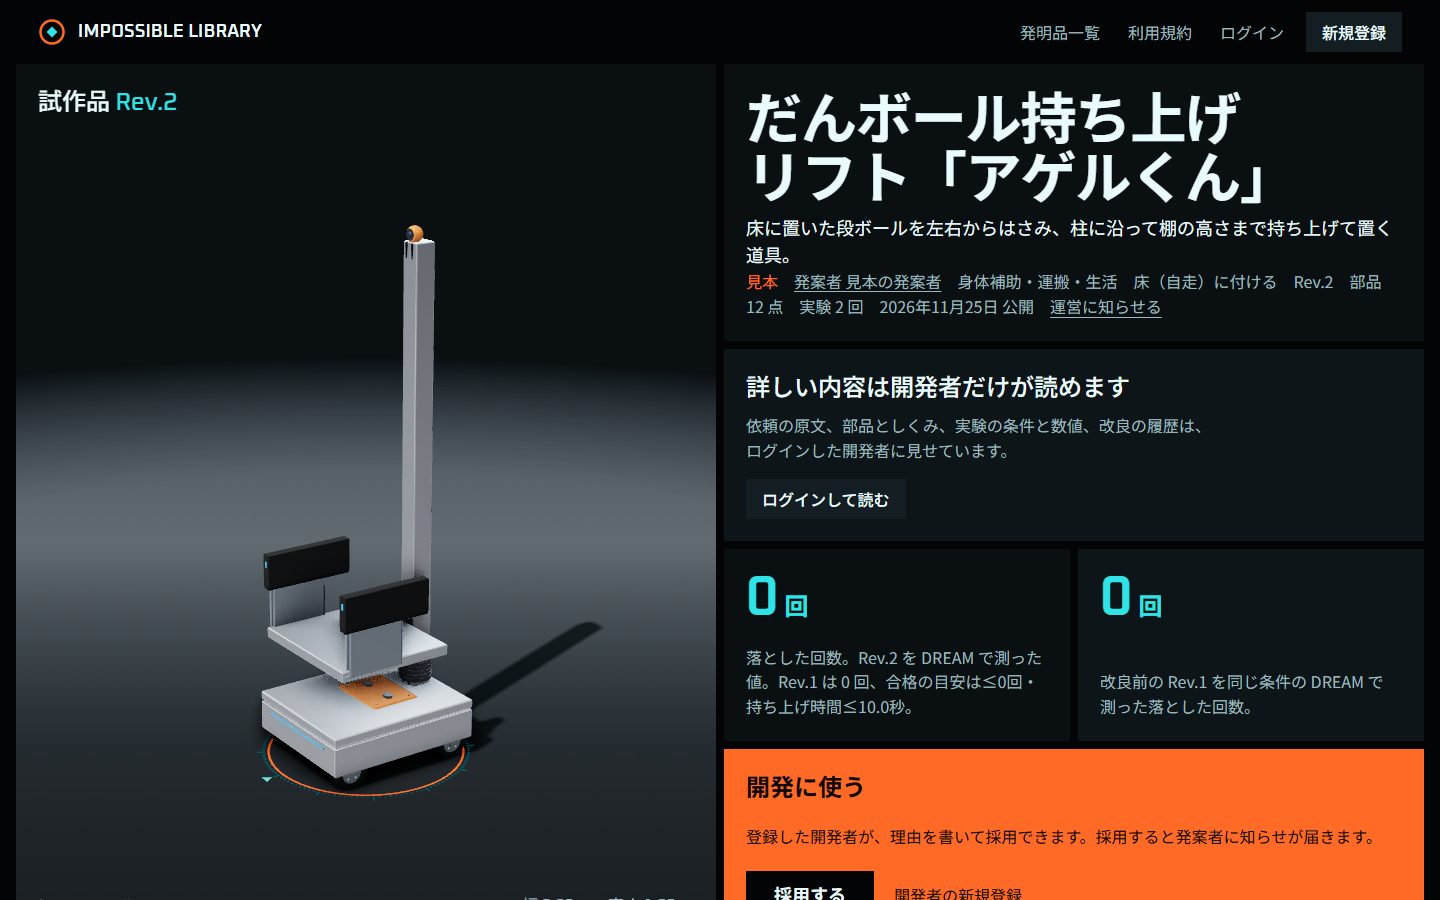 IMPOSSIBLE LIBRARY
発明品一覧 利用規約 ログイン 新規登録
試作品 Rev.2
だんボール持ち上げ
リフト「アゲルくん」
床に置いた段ボールを左右からはさみ、柱に沿って棚の高さまで持ち上げて置く
道具。
見本 発案者 見本の発案者 身体補助・運搬・生活 床（自走）に付ける Rev.2 部品
12 点 実験 2 回 2026年11月25日 公開 運営に知らせる
詳しい内容は開発者だけが読めます
依頼の原文、部品としくみ、実験の条件と数値、改良の履歴は、
ログインした開発者に見せています。
ログインして読む
0 回
落とした回数。Rev.2 を DREAM で測った
値。Rev.1 は 0 回、合格の目安は≤0回・
持ち上げ時間≤10.0秒。
0 回
改良前の Rev.1 を同じ条件の DREAM で
測った落とした回数。
開発に使う
登録した開発者が、理由を書いて採用できます。採用すると発案者に知らせが届きます。
採用する 開発者の新規登録